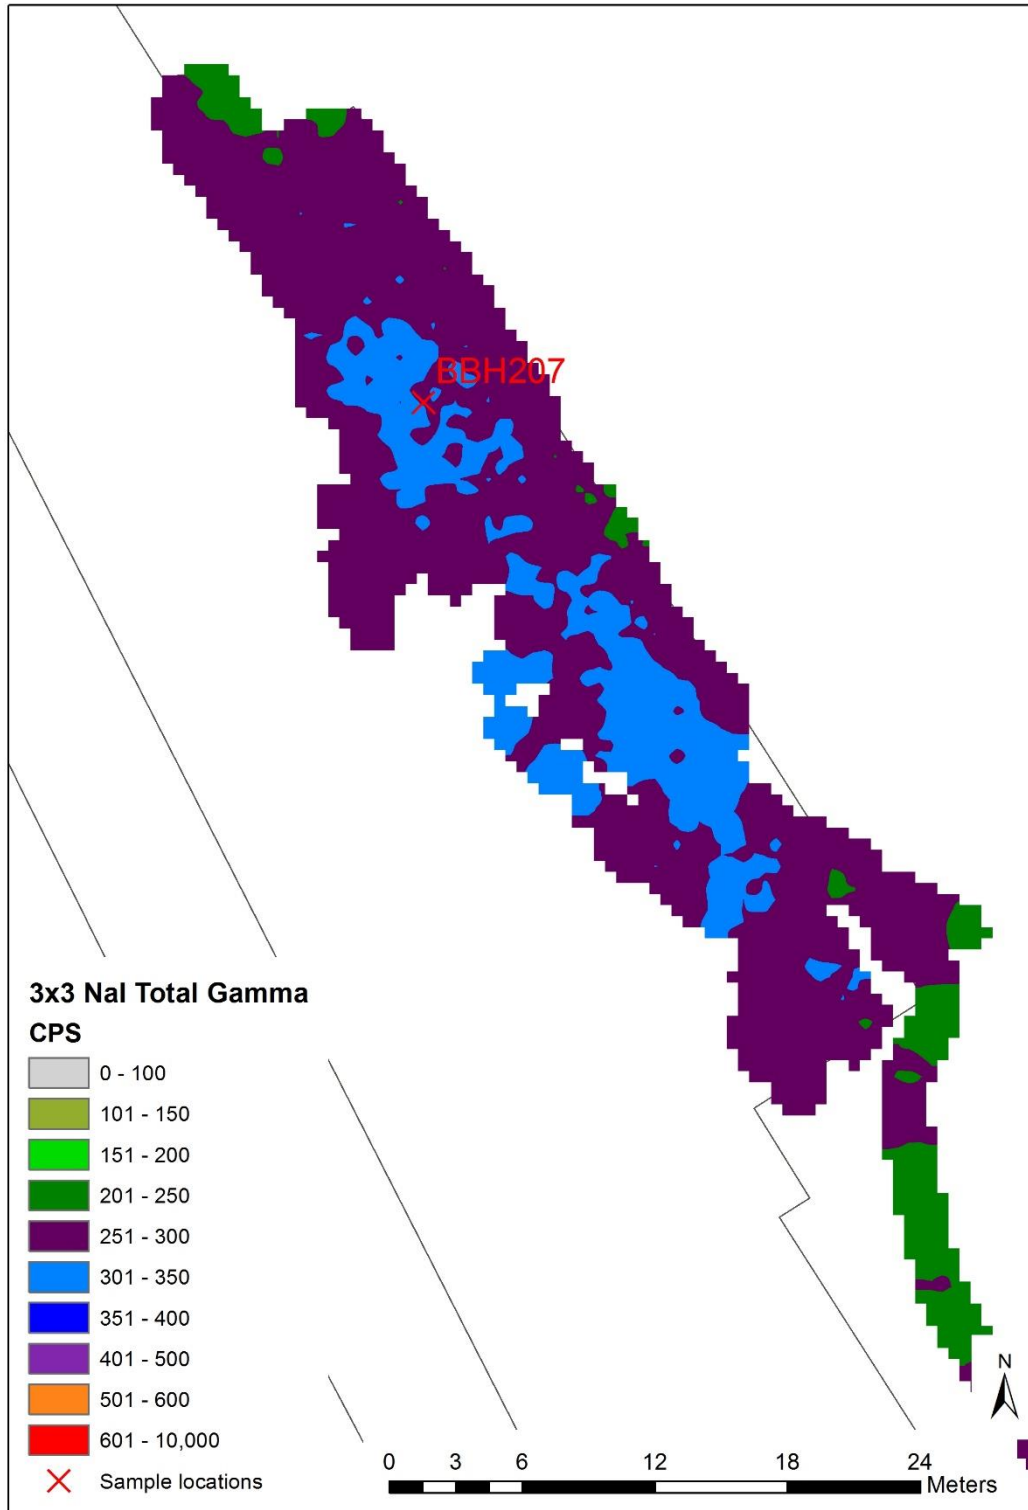 BBH207
3x3 NaI Total Gamma
CPS
0 - 100
101 - 150
151 - 200
201 - 250
251 - 300
301 - 350
351 - 400
401 - 500
501 - 600
601 - 10,000
Sample locations
N
0 3 6 12 18 24
Meters